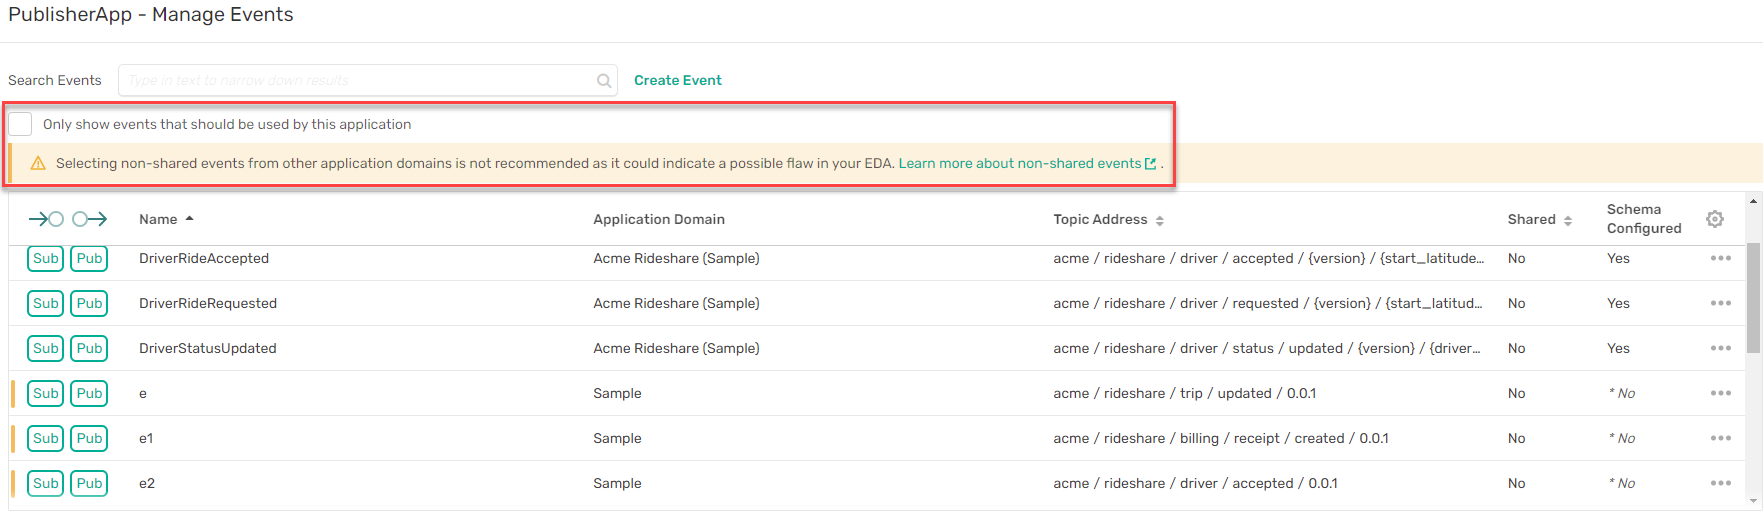 PublisherApp - Manage Events
Search Events Type in text to narrow down results Create Event
Only show events that should be used by this application
Selecting non-shared events from other application domains is not recommended as it could indicate a possible flaw in your EDA. Learn more about non-shared events .
Name Application Domain Topic Address Shared Schema Configured
Sub Pub DriverRideAccepted Acme Rideshare (Sample) acme / rideshare / driver / accepted / {version} / {start_latitude... No Yes
Sub Pub DriverRideRequested Acme Rideshare (Sample) acme / rideshare / driver / requested / {version} / {start_latitud... No Yes
Sub Pub DriverStatusUpdated Acme Rideshare (Sample) acme / rideshare / driver / status / updated / {version} / {driver... No Yes
Sub Pub e Sample acme / rideshare / trip / updated / 0.0.1 No * No
Sub Pub e1 Sample acme / rideshare / billing / receipt / created / 0.0.1 No * No
Sub Pub e2 Sample acme / rideshare / driver / accepted / 0.0.1 No * No